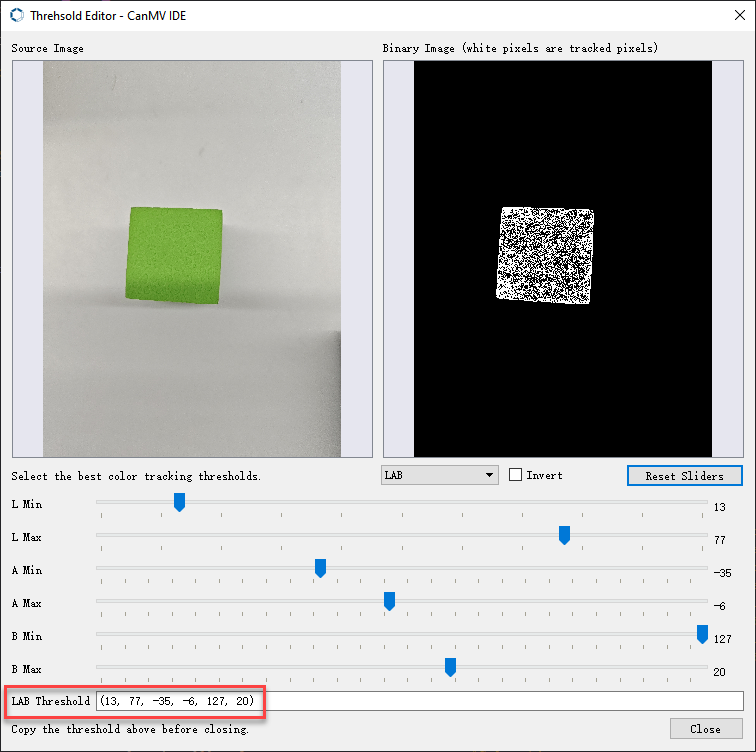 Threhsold Editor - CanMV IDE
Source Image
Binary Image (white pixels are tracked pixels)
Select the best color tracking thresholds.
LAB
Invert
Reset Sliders
L Min 13
L Max 77
A Min -35
A Max -6
B Min 127
B Max 20
LAB Threshold (13, 77, -35, -6, 127, 20)
Copy the threshold above before closing.
Close